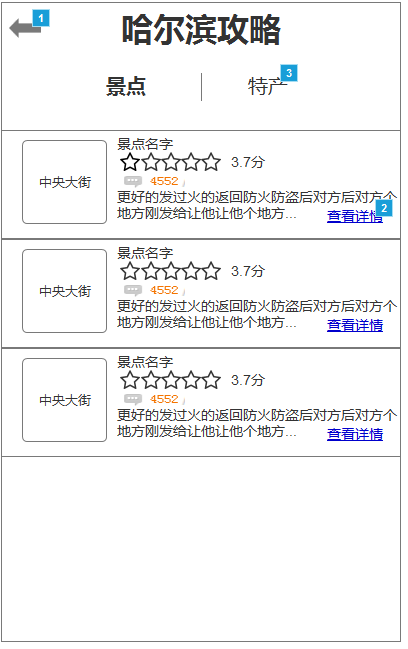 1
哈尔滨攻略
景点
特产
3
景点名字
中央大街
3.7分
4552
更好的发过火的返回防火防盗后对方后对方个
地方刚发给让他让他个地方...
查看详情
2
景点名字
中央大街
3.7分
4552
更好的发过火的返回防火防盗后对方后对方个
地方刚发给让他让他个地方...
查看详情
景点名字
中央大街
3.7分
4552
更好的发过火的返回防火防盗后对方后对方个
地方刚发给让他让他个地方...
查看详情